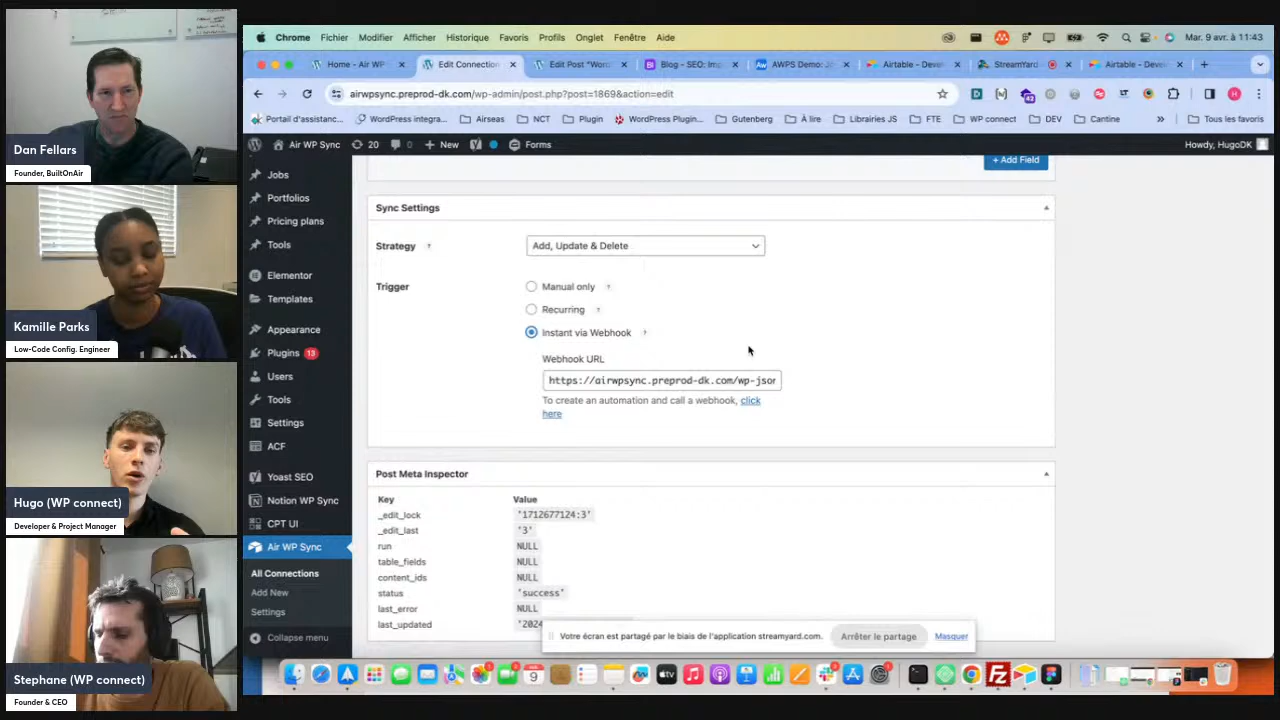 Dan Fellars
Founder, BuiltOnAir
Kamille Parks
Low-Code Config. Engineer
Hugo (WP connect)
Developer & Project Manager
Stephane (WP connect)
Founder & CEO
Chrome Fichier Modifier Afficher Historique Favoris Profils Onglet Fenêtre Aide
Mar. 9 avr. à 11:43
Home - Air WP
Edit Connection
Edit Post "Word
Blog - SEO: Imp
AWPS Demo: J
Airtable - Devel
StreamYard
Airtable - Devel
airwpsync.preprod-dk.com/wp-admin/post.php?post=1869&action=edit
Portail d'assistanc...
WordPress integra...
Airseas
NCT
Plugin
WordPress Plugin...
Gutenberg
À lire
Librairies JS
FTE
WP connect
DEV
Cantine
Tous les favoris
Air WP Sync
20
0
New
Forms
Howdy, HugoDK
Jobs
Portfolios
Pricing plans
Tools
Elementor
Templates
Appearance
Plugins 13
Users
Tools
Settings
ACF
Yoast SEO
Notion WP Sync
CPT UI
Air WP Sync
All Connections
Add New
Settings
Collapse menu
+ Add Field
Sync Settings
Strategy ? Add, Update & Delete
Trigger
Manual only ?
Recurring ?
Instant via Webhook ?
Webhook URL
https://airwpsync.preprod-dk.com/wp-jsor
To create an automation and call a webhook, click
here
Post Meta Inspector
Key Value
_edit_lock '1712677124:3'
_edit_last '3'
run NULL
table_fields NULL
content_ids NULL
status 'success'
last_error NULL
last_updated '2024
Votre écran est partagé par le biais de l'application streamyard.com.
Arrêter le partage
Masquer